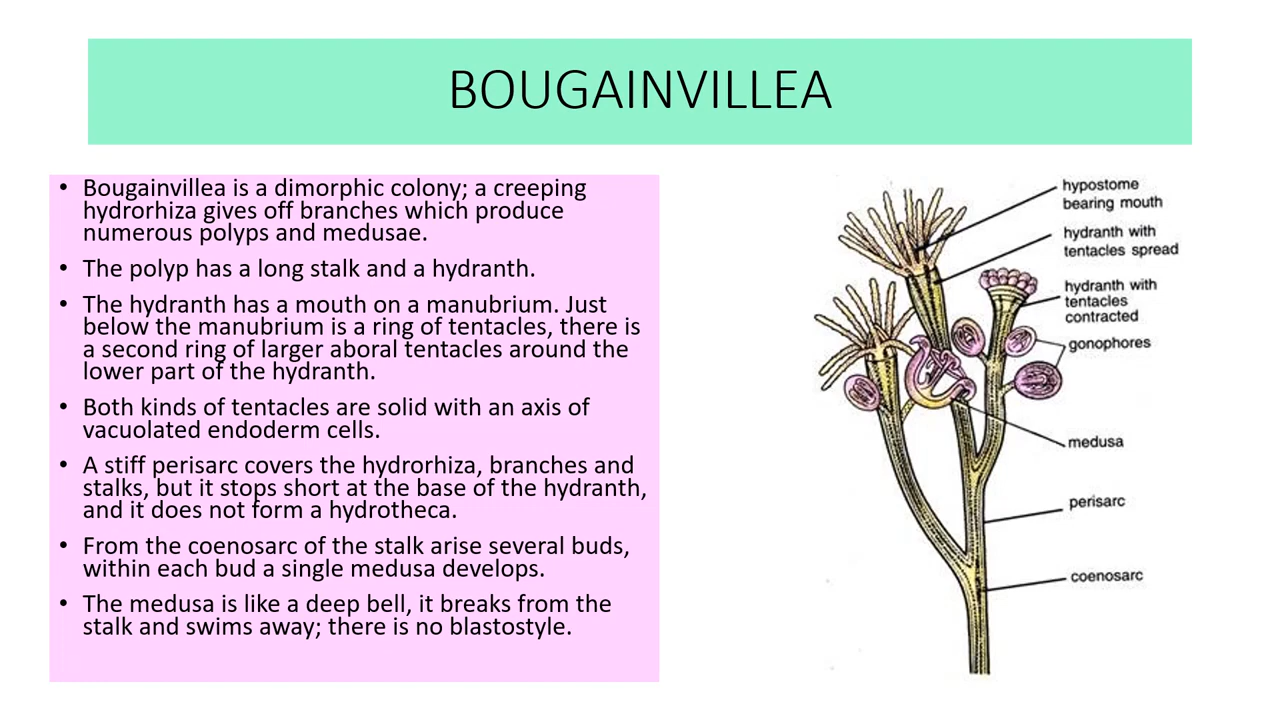 BOUGAINVILLEA
• Bougainvillea is a dimorphic colony; a creeping
hydrorhiza gives off branches which produce
numerous polyps and medusae.
• The polyp has a long stalk and a hydranth.
• The hydranth has a mouth on a manubrium. Just
below the manubrium is a ring of tentacles, there is
a second ring of larger aboral tentacles around the
lower part of the hydranth.
• Both kinds of tentacles are solid with an axis of
vacuolated endoderm cells.
• A stiff perisarc covers the hydrorhiza, branches and
stalks, but it stops short at the base of the hydranth,
and it does not form a hydrotheca.
• From the coenosarc of the stalk arise several buds,
within each bud a single medusa develops.
• The medusa is like a deep bell, it breaks from the
stalk and swims away; there is no blastostyle.
hypostome
bearing mouth
hydranth with
tentacles spread
hydranth with
tentacles
contracted
gonophores
medusa
perisarc
coenosarc